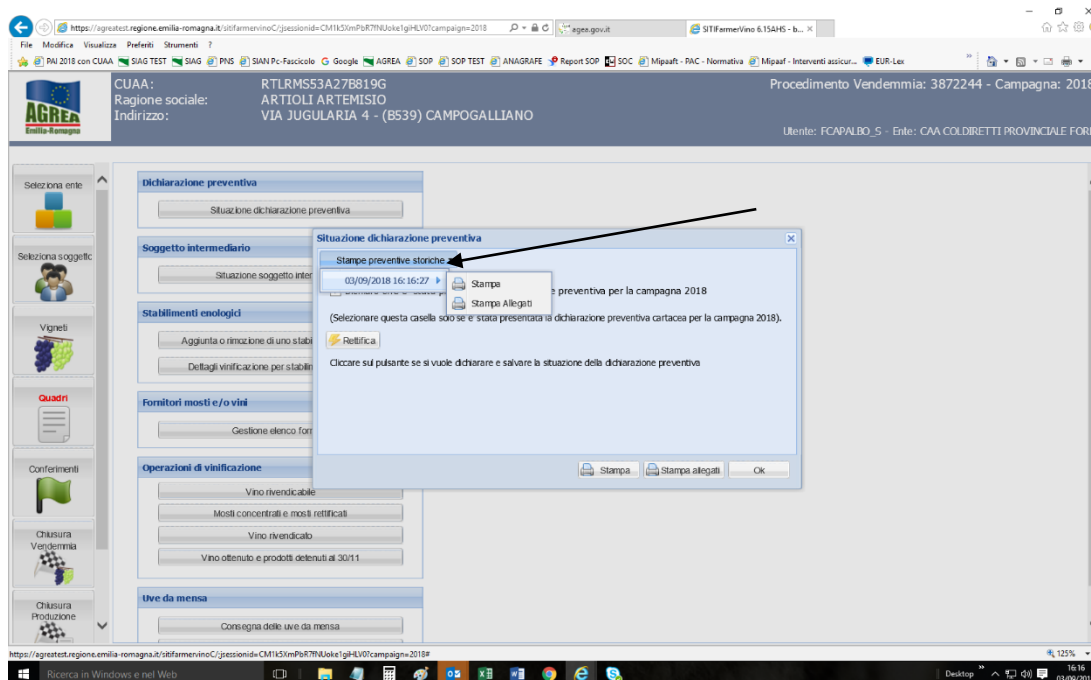 https://agreatest.regione.emilia-romagna.it/sitifarmervinoC/;jsessionid=CM1k5XmPbR7fNUoke1giHLV0?campaign=2018
agea.gov.it
SITIFarmerVino 6.15AHS - b...
File Modifica Visualizza Preferiti Strumenti ?
PAI 2018 con CUAA SIAG TEST SIAG PNS SIAN Pc-Fascicolo Google AGREA SOP SOP TEST ANAGRAFE Report SOP SOC Mipaaft - PAC - Normativa Mipaaf - Interventi assicur... EUR-Lex
CUAA: RTLRMS53A27B819G
Procedimento Vendemmia: 3872244 - Campagna: 2018
Ragione sociale: ARTIOLI ARTEMISIO
Indirizzo: VIA JUGULARIA 4 - (B539) CAMPOGALLIANO
AGREA
Emilia-Romagna
Utente: FCAPALBO_S - Ente: CAA COLDIRETTI PROVINCIALE FOR
Seleziona ente
Seleziona soggetto
Vigneti
Quadri
Conferimenti
Chiusura
Vendemmia
Chiusura
Produzione
Dichiarazione preventiva
Situazione dichiarazione preventiva
Soggetto intermediario
Situazione soggetto inter
Stabilimenti enologici
Aggiunta o rimozione di uno stabi
Dettagli vinificazione per stabilin
Fornitori mosti e/o vini
Gestione elenco forn
Operazioni di vinificazione
Vino rivendicabile
Mosti concentrati e mosti rettificati
Vino rivendicato
Vino ottenuto e prodotti detenuti al 30/11
Uve da mensa
Consegna delle uve da mensa
Situazione dichiarazione preventiva
Stampe preventive storiche
03/09/2018 16:16:27
Stampa
Stampa Allegati
e preventiva per la campagna 2018
(Selezionare questa casella solo se è stata presentata la dichiarazione preventiva cartacea per la campagna 2018).
Rettifica
Cliccare sul pulsante se si vuole dichiarare e salvare la situazione della dichiarazione preventiva
Stampa Stampa allegati Ok
https://agreatest.regione.emilia-romagna.it/sitifarmervinoC/;jsessionid=CM1k5XmPbR7fNUoke1giHLV0?campaign=2018#
125%
Ricerca in Windows e nel Web
Desktop
16:16
03/09/20